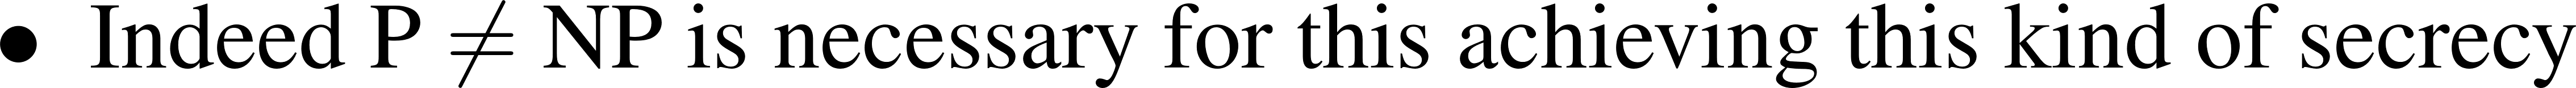 ● Indeed P ≠ NP is necessary for this achieving this kind of secrecy